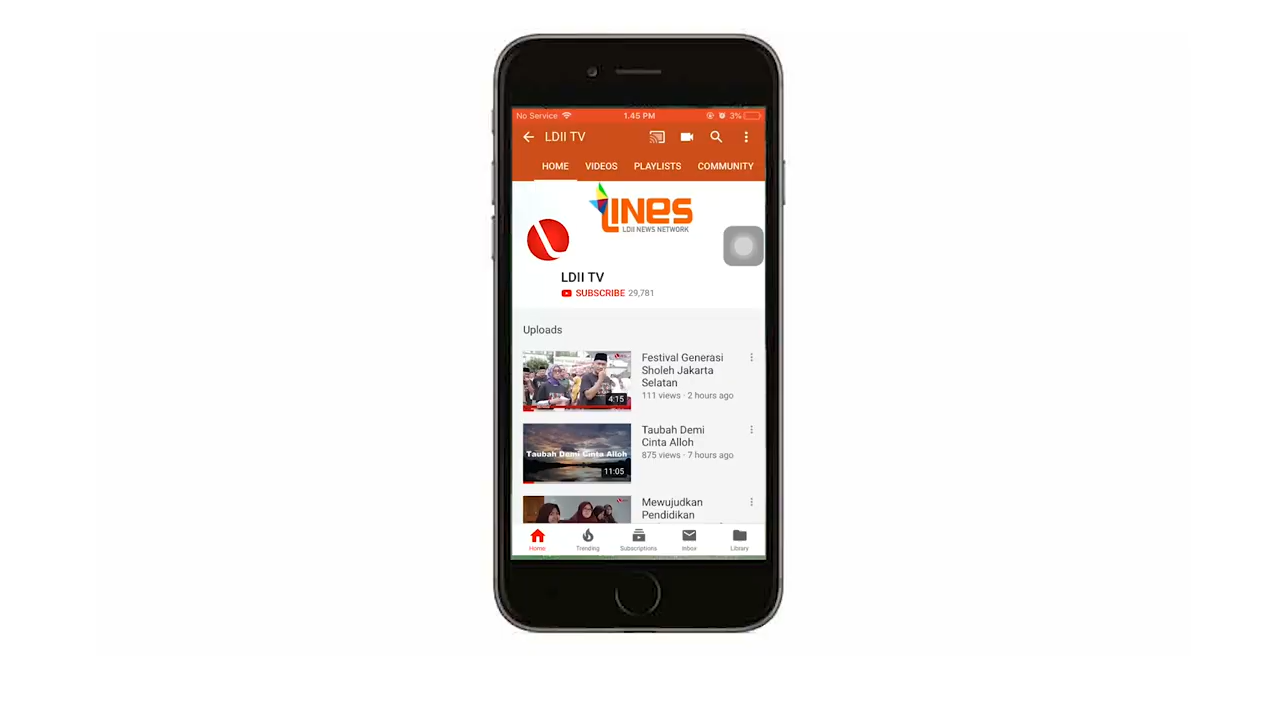 No Service 1.45 PM 3%
LDII TV
HOME VIDEOS PLAYLISTS COMMUNITY
LINES
LDII NEWS NETWORK
LDII TV
SUBSCRIBE 29,781
Uploads
Festival Generasi
Sholeh Jakarta
Selatan
111 views · 2 hours ago
4:15
Taubah Demi
Cinta Alloh
875 views · 7 hours ago
Taubah Demi Cinta Alloh
11:05
Mewujudkan
Pendidikan
Home Trending Subscriptions Inbox Library